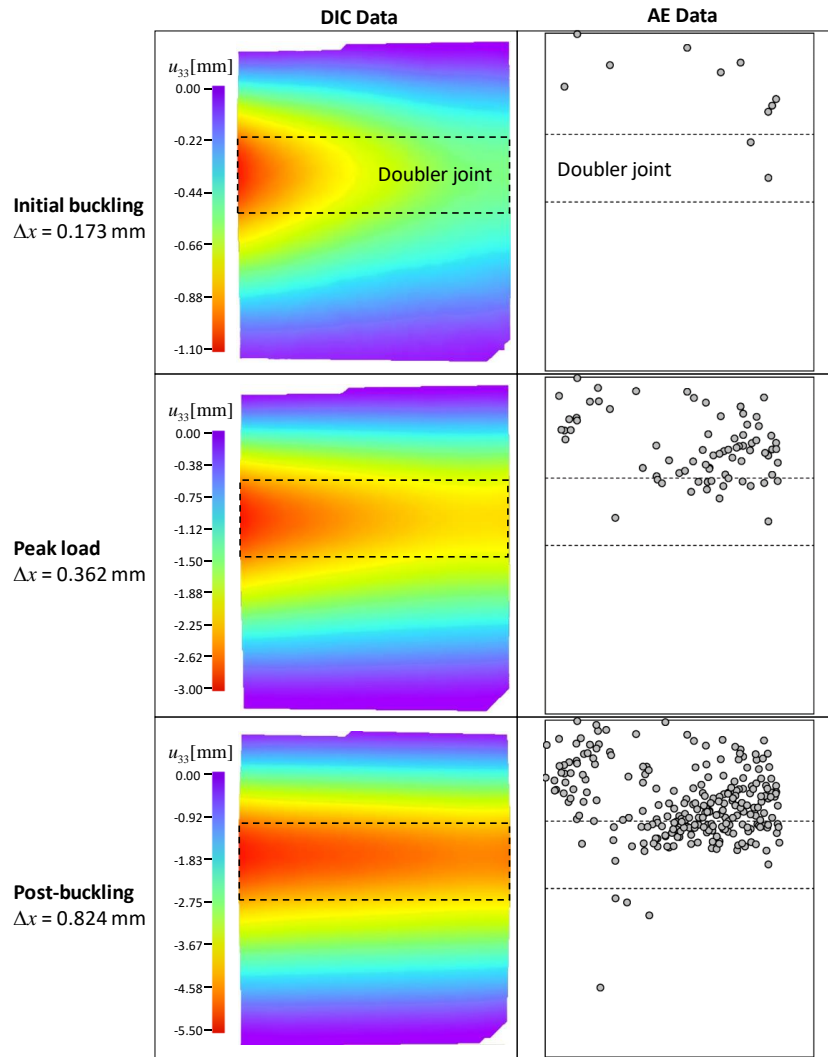 DIC Data
AE Data
u33[mm]
0.00
-0.22
-0.44
-0.66
-0.88
-1.10
Doubler joint
Doubler joint
Initial buckling
Δx = 0.173 mm
u33[mm]
0.00
-0.38
-0.75
-1.12
-1.50
-1.88
-2.25
-2.62
-3.00
Peak load
Δx = 0.362 mm
u33[mm]
0.00
-0.92
-1.83
-2.75
-3.67
-4.58
-5.50
Post-buckling
Δx = 0.824 mm